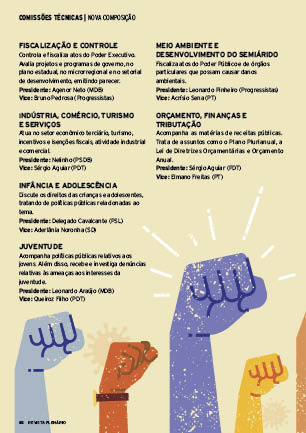 COMISSÕES TÉCNICAS | NOVA COMPOSIÇÃO
FISCALIZAÇÃO E CONTROLE
Controla e fiscaliza atos do Poder Executivo.
Avalia projetos e programas de governo, no
plano estadual, no microrregional e no setorial
de desenvolvimento, emitindo parecer.
Presidente: Agenor Neto (MDB)
Vice: Bruno Pedrosa (Progressistas)
INDÚSTRIA, COMÉRCIO, TURISMO
E SERVIÇOS
Atua no setor econômico terciário, turismo,
incentivos e isenções fiscais, atividade industrial
e comercial.
Presidente: Nelinho (PSDB)
Vice: Sérgio Aguiar (PDT)
INFÂNCIA E ADOLESCÊNCIA
Discute os direitos das crianças e adolescentes,
tratando de políticas públicas relacionadas ao
tema.
Presidente: Delegado Cavalcante (PSL)
Vice: Aderlânia Noronha (SD)
JUVENTUDE
Acompanha políticas públicas relativas aos
jovens. Além disso, recebe e investiga denúncias
relativas às ameaças aos interesses da
juventude.
Presidente: Leonardo Araújo (MDB)
Vice: Queiroz Filho (PDT)
MEIO AMBIENTE E
DESENVOLVIMENTO DO SEMIÁRIDO
Fiscaliza atos do Poder Públicos de órgãos
particulares que possam causar danos
ambientais.
Presidente: Leonardo Pinheiro (Progressistas)
Vice: Acrísio Sena (PT)
ORÇAMENTO, FINANÇAS E
TRIBUTAÇÃO
Acompanha as matérias de receitas públicas.
Trata de assuntos como o Plano Plurianual, a
Lei de Diretrizes Orçamentárias e Orçamento
Anual.
Presidente: Sérgio Aguiar (PDT)
Vice: Elmano Freitas (PT)
REVISTA PLENÁRIO